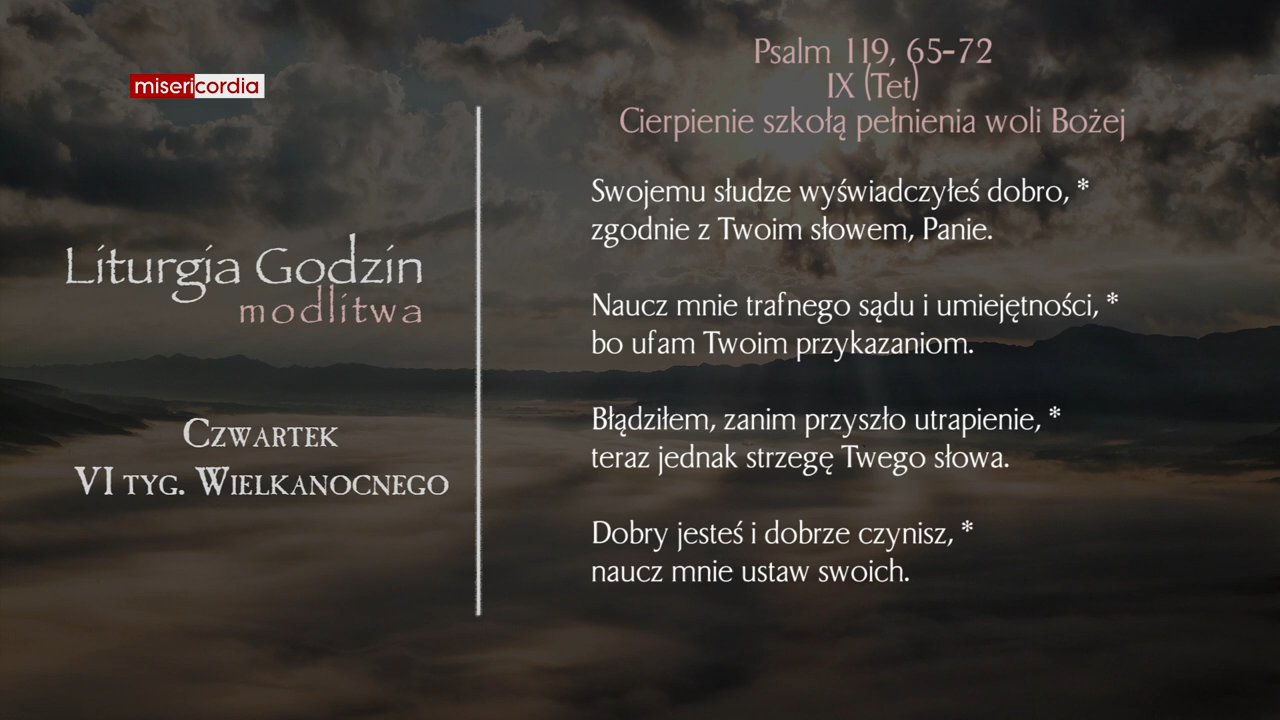 misericordia
Liturgia Godzin
modlitwa
Czwartek
VI tyg. Wielkanocnego
Psalm 119, 65-72
IX (Tet)
Cierpienie szkołą pełnienia woli Bożej
Swojemu słudze wyświadczyłeś dobro, *
zgodnie z Twoim słowem, Panie.
Naucz mnie trafnego sądu i umiejętności, *
bo ufam Twoim przykazaniom.
Błądziłem, zanim przyszło utrapienie, *
teraz jednak strzegę Twego słowa.
Dobry jesteś i dobrze czynisz, *
naucz mnie ustaw swoich.